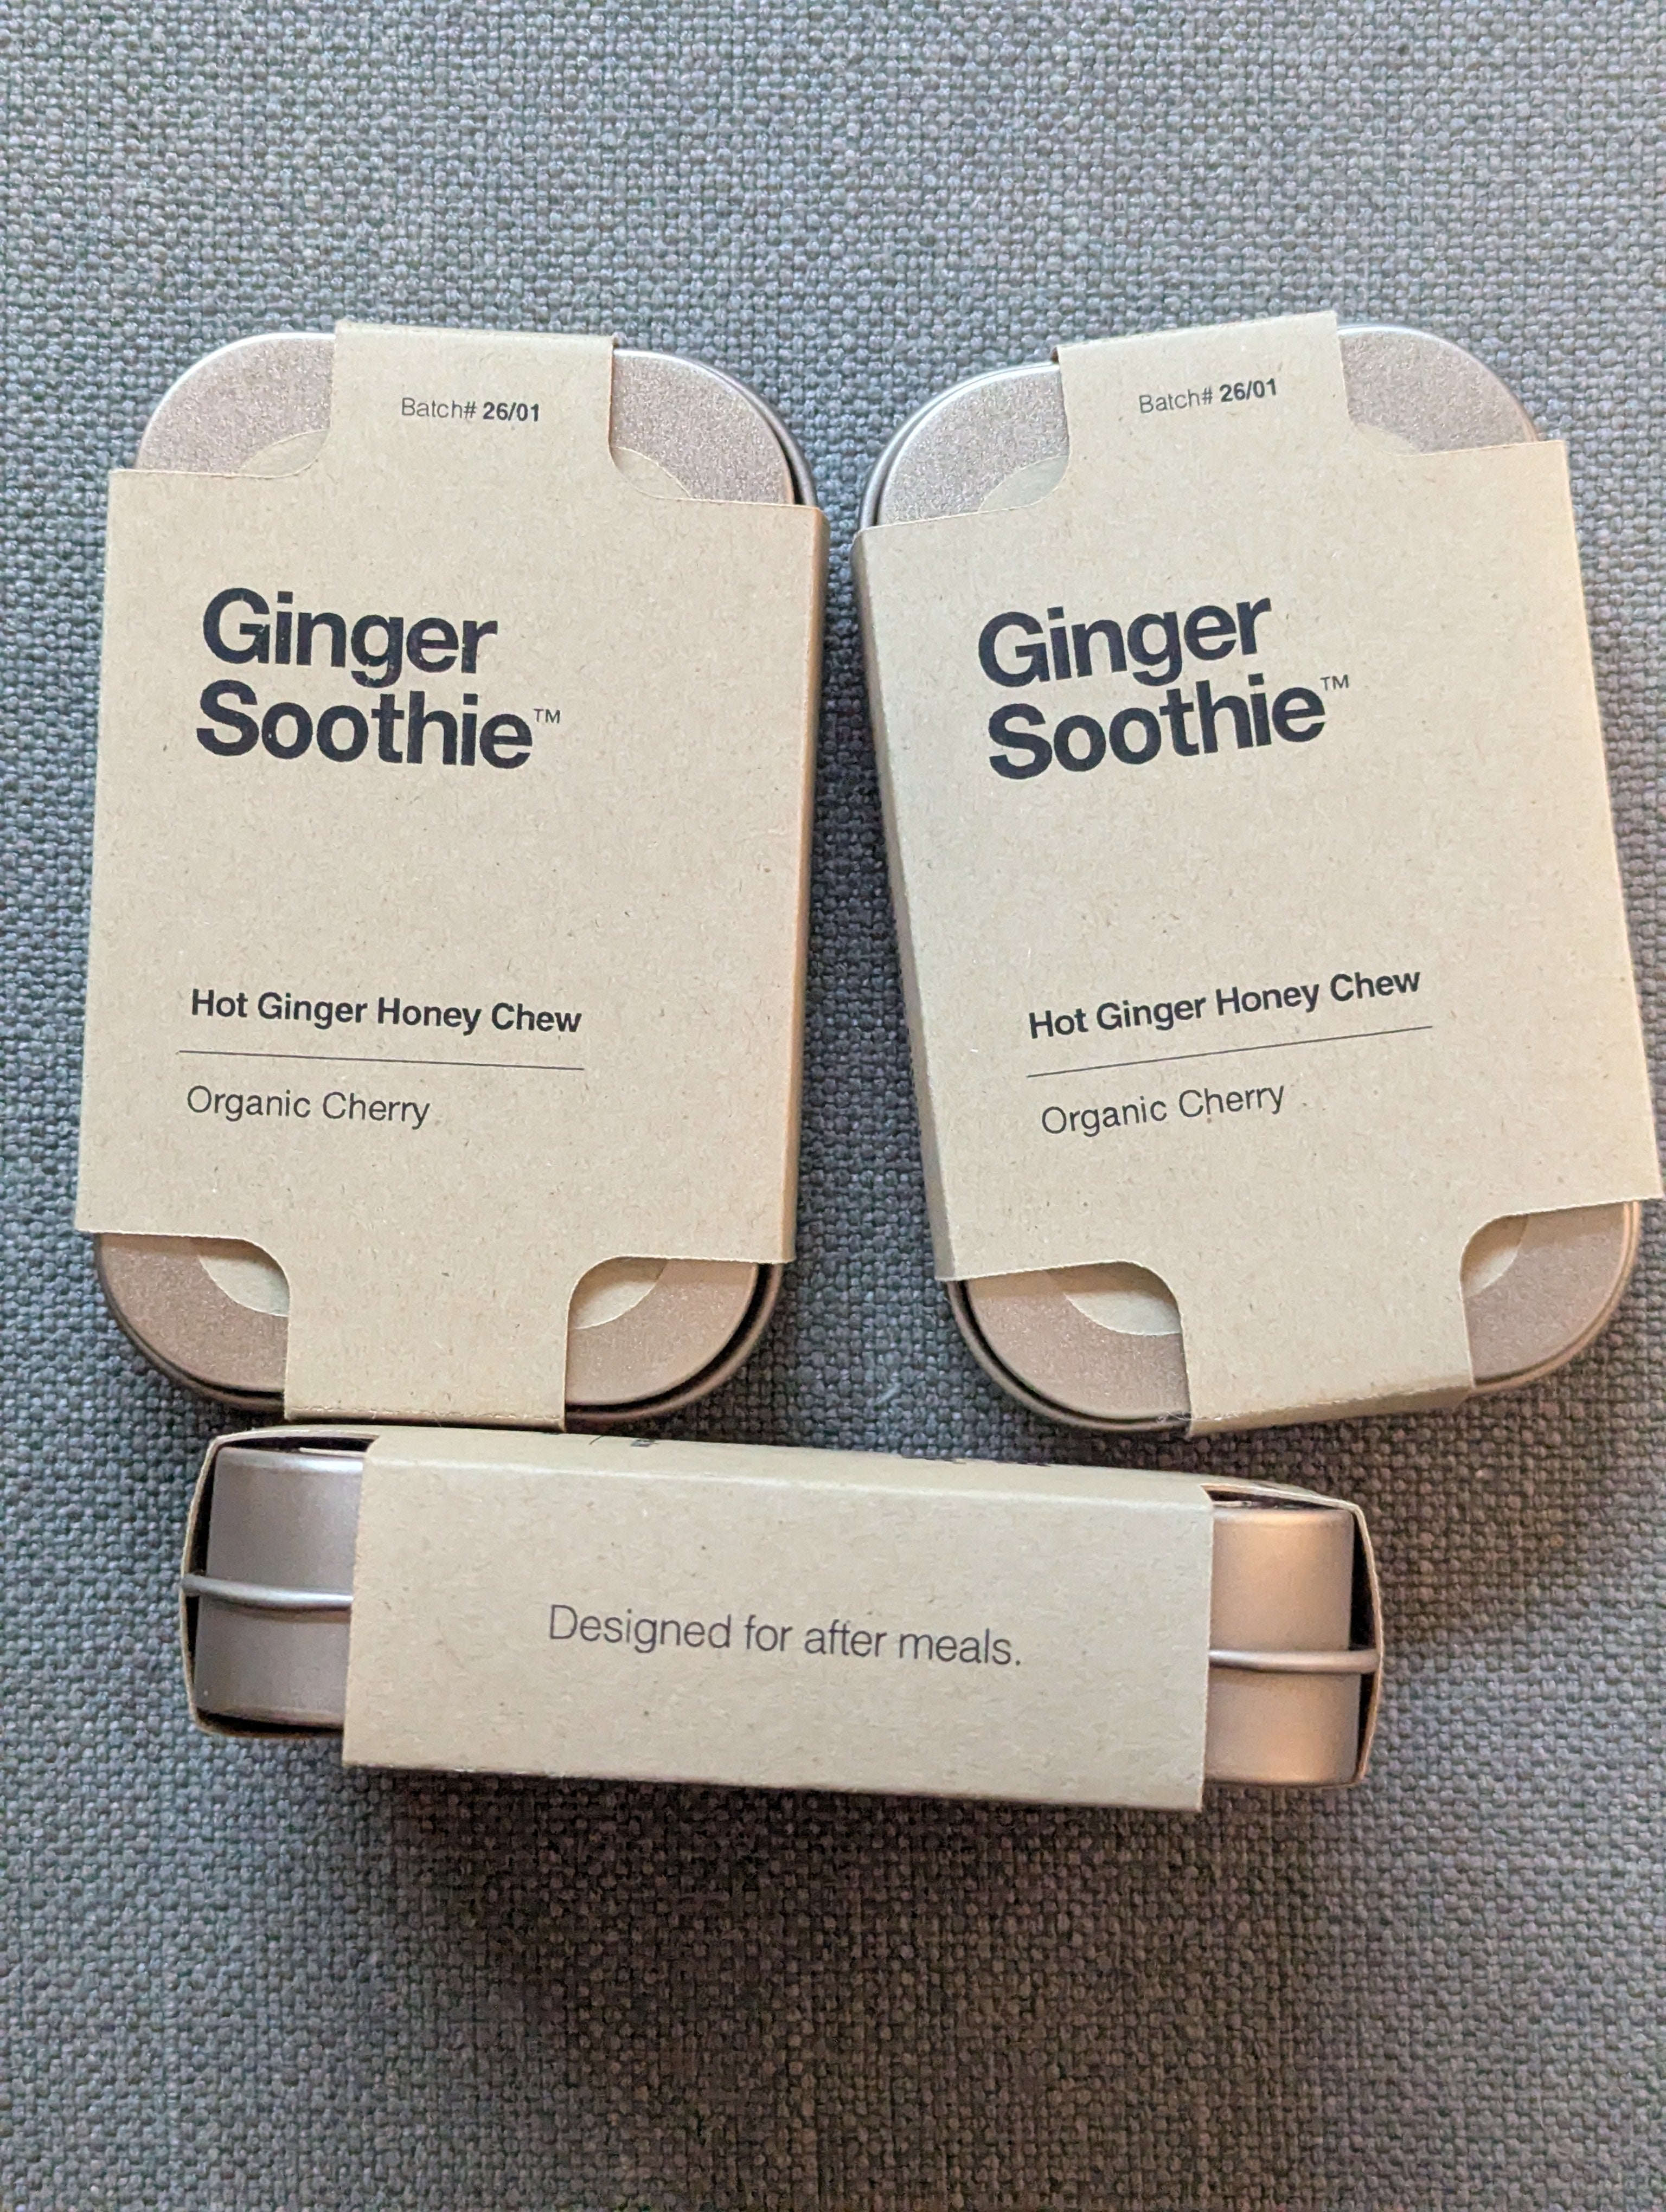 Batch# 26/01
Ginger
Soothie™
Hot Ginger Honey Chew
Organic Cherry
Batch# 26/01
Ginger
Soothie™
Hot Ginger Honey Chew
Organic Cherry
Designed for after meals.